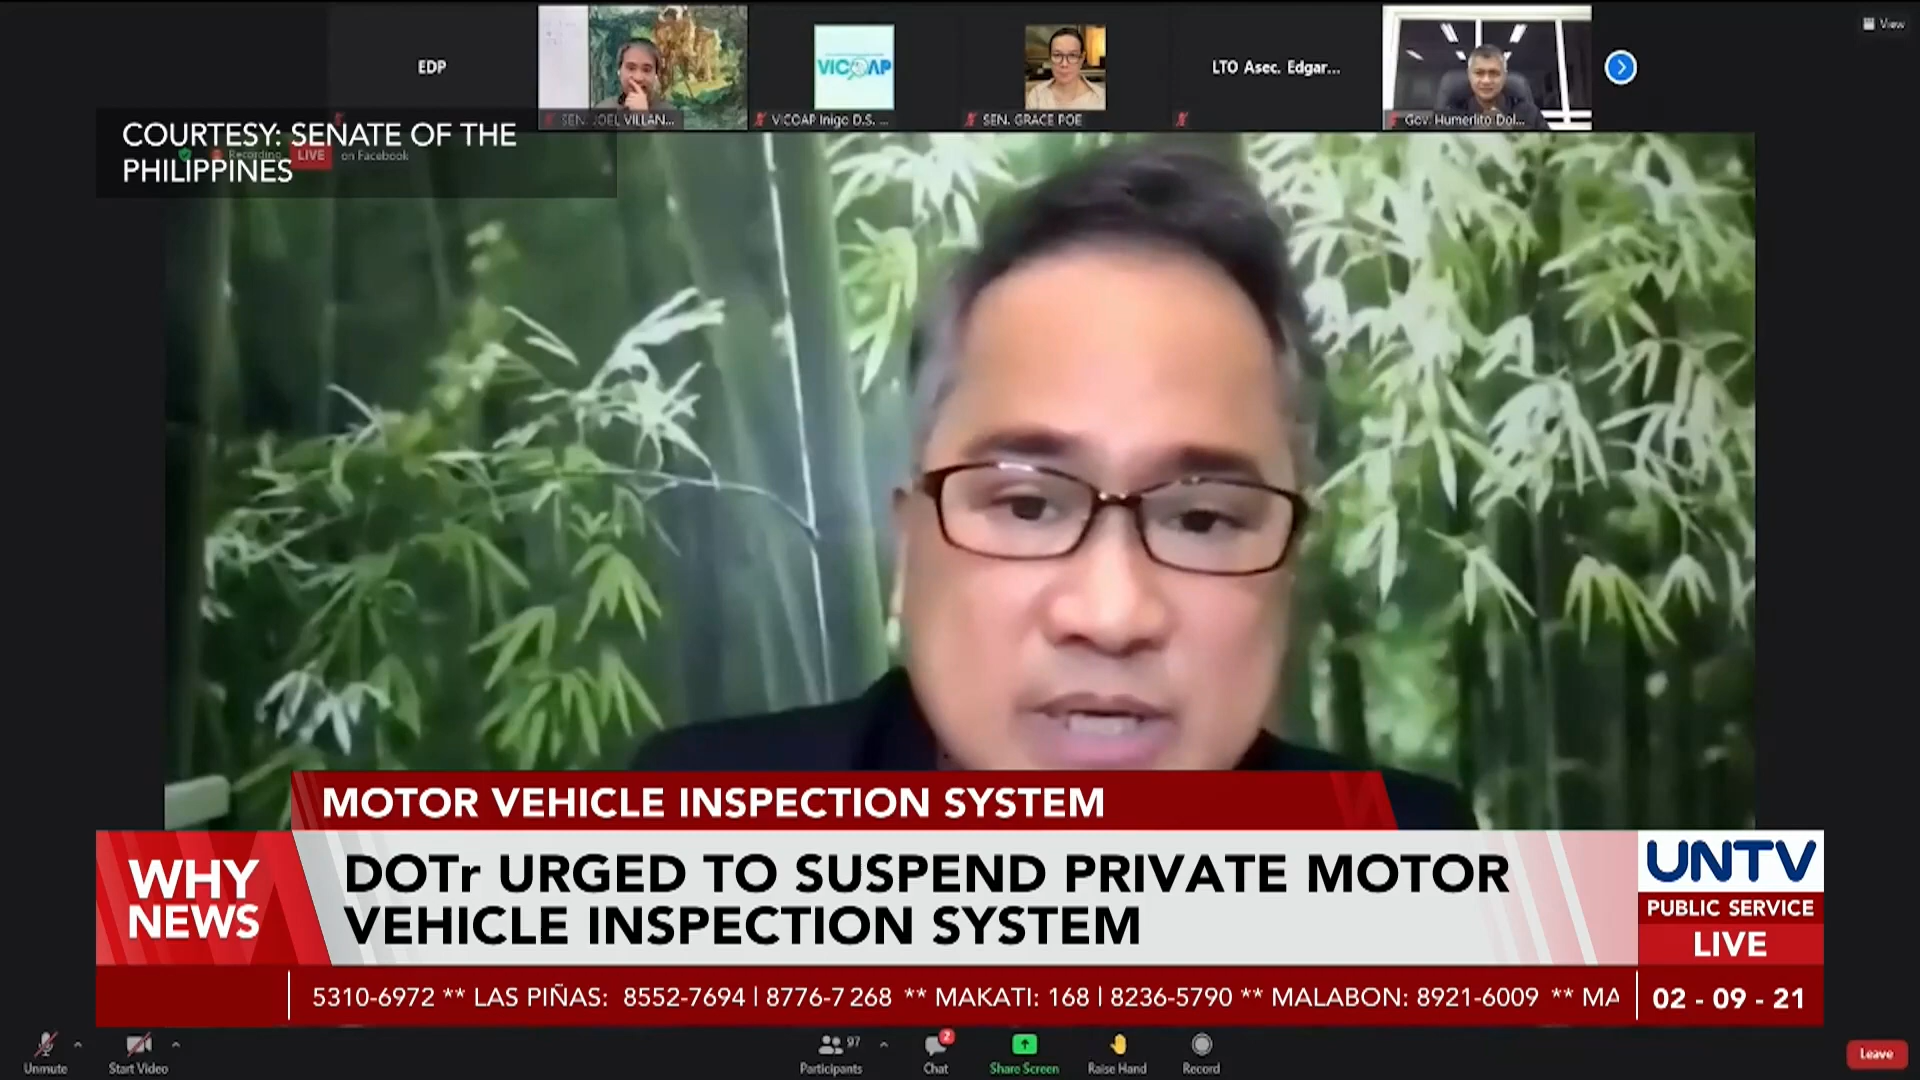 View
EDP
VICOAP
LTO Asec. Edgar...
SEN. JOEL VILLAN...
VICOAP Inigo D.S. ...
SEN. GRACE POE
Gov. Humerlito Dol...
COURTESY: SENATE OF THE
PHILIPPINES
Recording
LIVE
on Facebook
MOTOR VEHICLE INSPECTION SYSTEM
WHY
NEWS
DOTr URGED TO SUSPEND PRIVATE MOTOR
VEHICLE INSPECTION SYSTEM
UNTV
PUBLIC SERVICE
LIVE
5310-6972 ** LAS PIÑAS: 8552-7694 | 8776-7268 ** MAKATI: 168 | 8236-5790 ** MALABON: 8921-6009 ** MA
02 - 09 - 21
Unmute
Start Video
97
Participants
2
Chat
Share Screen
Raise Hand
Record
Leave